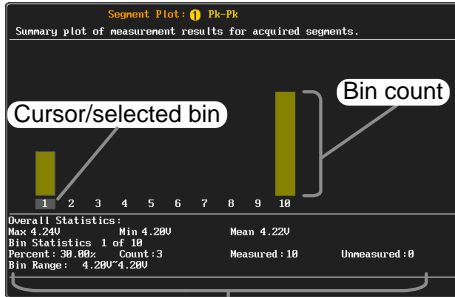 Segment Plot: 1 Pk-Pk
Summary plot of measurement results for acquired segments.
Bin count
Cursor/selected bin
1 2 3 4 5 6 7 8 9 10
Overall Statistics:
Max 4.24V Min 4.20V Mean 4.22V
Bin Statistics 1 of 10
Percent: 30.00% Count:3 Measured:10 Unmeasured:0
Bin Range: 4.20V~4.20V